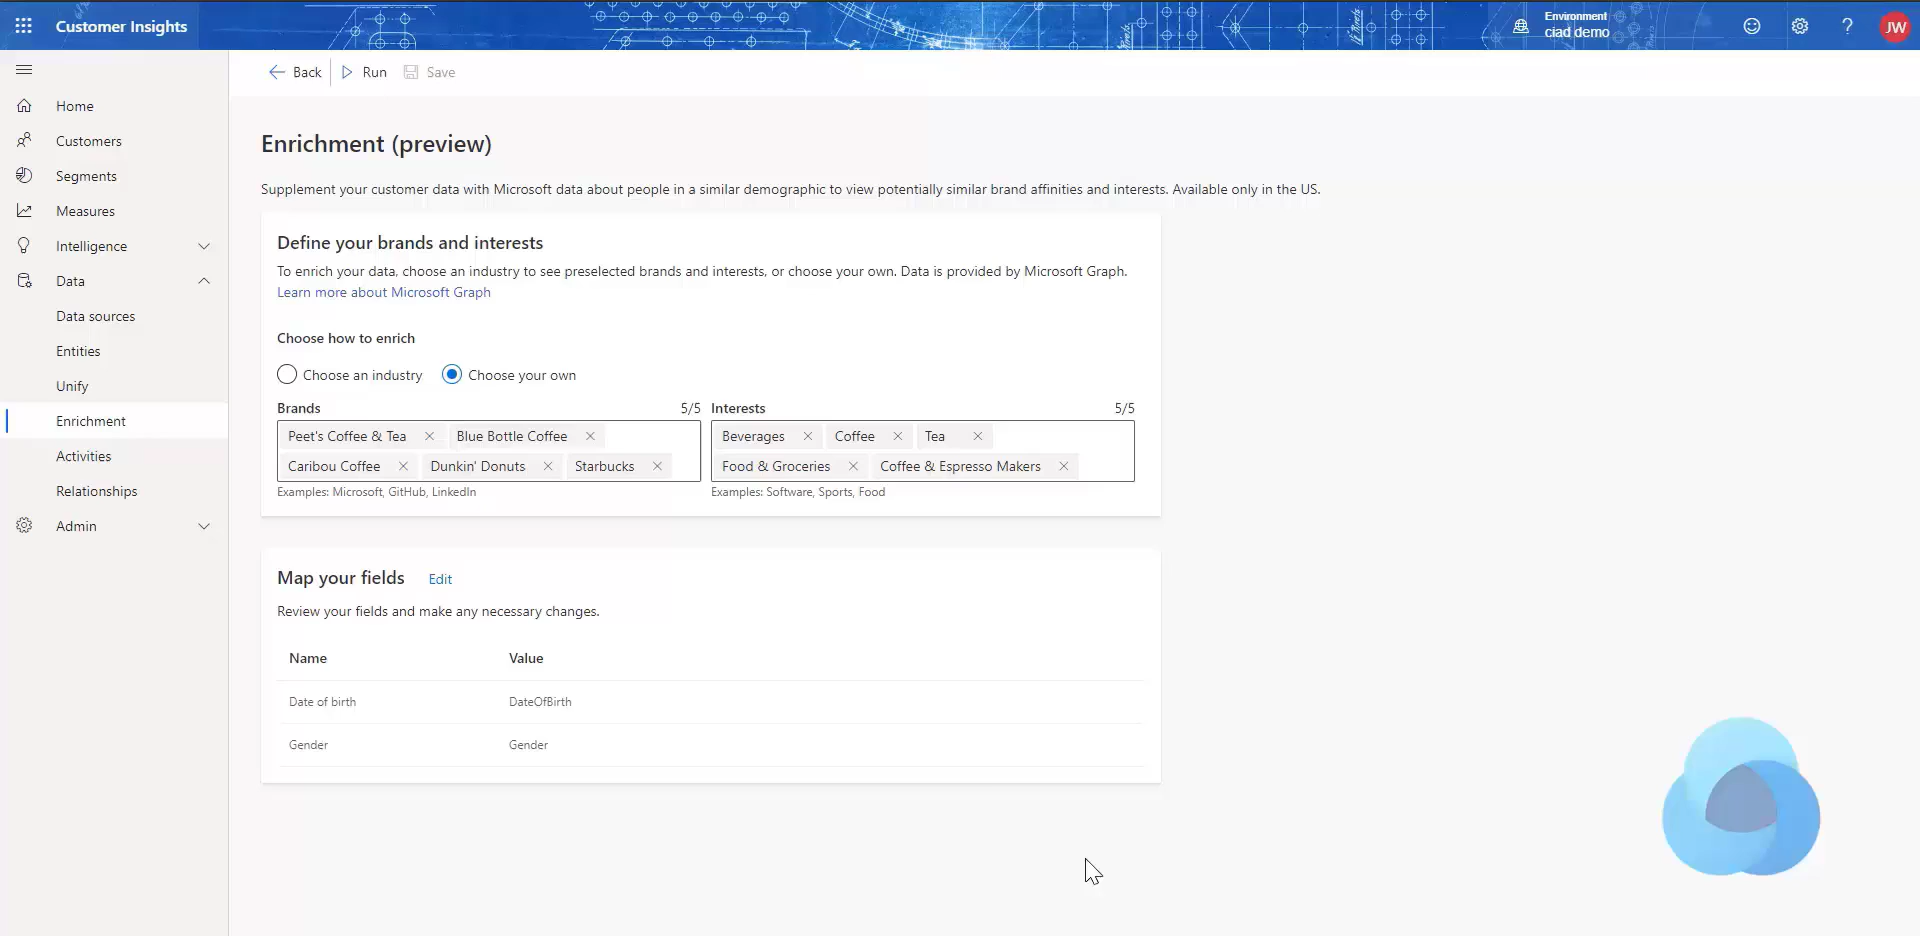 Customer Insights
Environment
ciad demo
JW
Back
Run
Save
Home
Customers
Segments
Measures
Intelligence
Data
Data sources
Entities
Unify
Enrichment
Activities
Relationships
Admin
Enrichment (preview)
Supplement your customer data with Microsoft data about people in a similar demographic to view potentially similar brand affinities and interests. Available only in the US.
Define your brands and interests
To enrich your data, choose an industry to see preselected brands and interests, or choose your own. Data is provided by Microsoft Graph.
Learn more about Microsoft Graph
Choose how to enrich
Choose an industry
Choose your own
Brands 5/5
Peet's Coffee & Tea
Blue Bottle Coffee
Caribou Coffee
Dunkin' Donuts
Starbucks
Examples: Microsoft, GitHub, LinkedIn
Interests 5/5
Beverages
Coffee
Tea
Food & Groceries
Coffee & Espresso Makers
Examples: Software, Sports, Food
Map your fields Edit
Review your fields and make any necessary changes.
Name Value
Date of birth DateOfBirth
Gender Gender